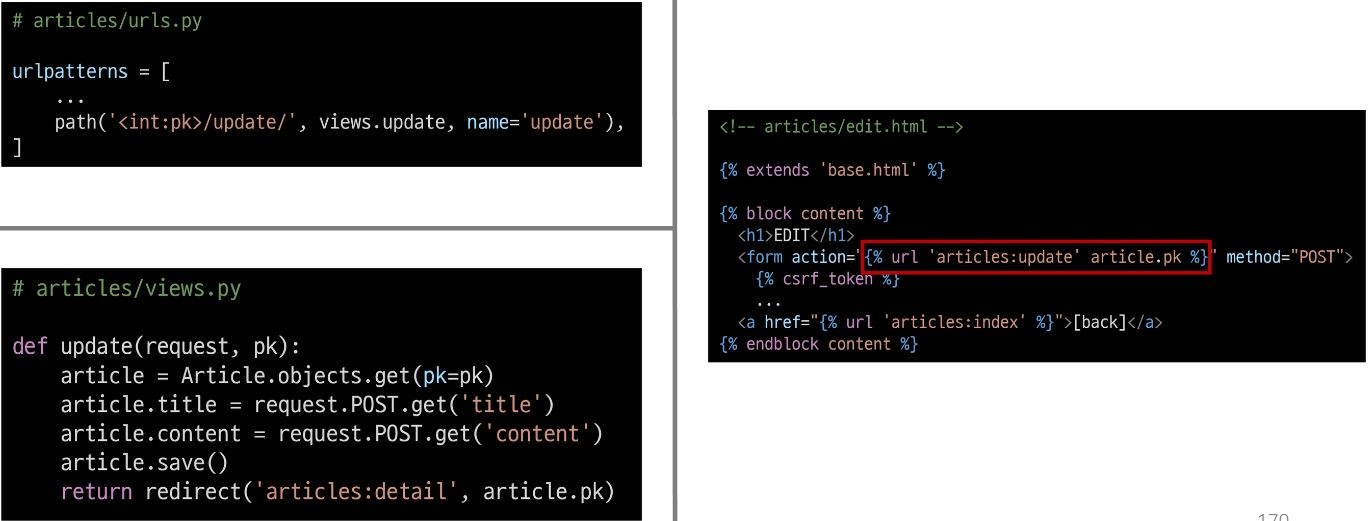 # articles/urls.py
urlpatterns = [
...
path('<int:pk>/update/', views.update, name='update'),
]
# articles/views.py
def update(request, pk):
article = Article.objects.get(pk=pk)
article.title = request.POST.get('title')
article.content = request.POST.get('content')
article.save()
return redirect('articles:detail', article.pk)
<!-- articles/edit.html -->
{% extends 'base.html' %}
{% block content %}
<h1>EDIT</h1>
<form action="{% url 'articles:update' article.pk %}" method="POST">
{% csrf_token %}
...
<a href="{% url 'articles:index' %}">[back]</a>
{% endblock content %}